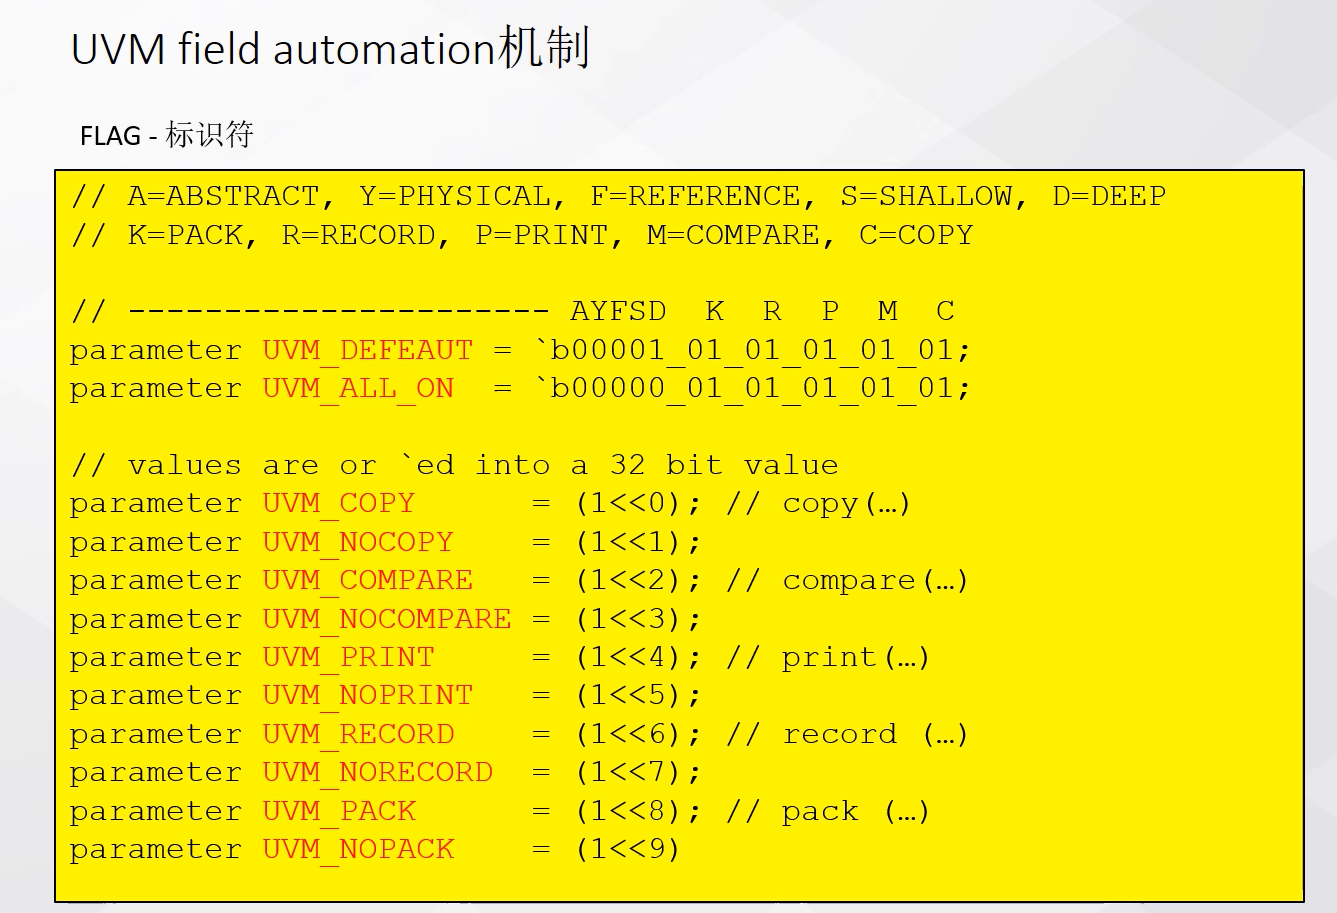 UVM field automation机制
FLAG - 标识符
// A=ABSTRACT, Y=PHYSICAL, F=REFERENCE, S=SHALLOW, D=DEEP
// K=PACK, R=RECORD, P=PRINT, M=COMPARE, C=COPY
// ---------------------- AYFSD  K  R  P  M  C
parameter UVM_DEFEAUT = `b00001_01_01_01_01_01;
parameter UVM_ALL_ON  = `b00000_01_01_01_01_01;
// values are or `ed into a 32 bit value
parameter UVM_COPY      = (1<<0); // copy(…)
parameter UVM_NOCOPY    = (1<<1);
parameter UVM_COMPARE   = (1<<2); // compare(…)
parameter UVM_NOCOMPARE = (1<<3);
parameter UVM_PRINT     = (1<<4); // print(…)
parameter UVM_NOPRINT   = (1<<5);
parameter UVM_RECORD    = (1<<6); // record (…)
parameter UVM_NORECORD  = (1<<7);
parameter UVM_PACK      = (1<<8); // pack (…)
parameter UVM_NOPACK    = (1<<9)